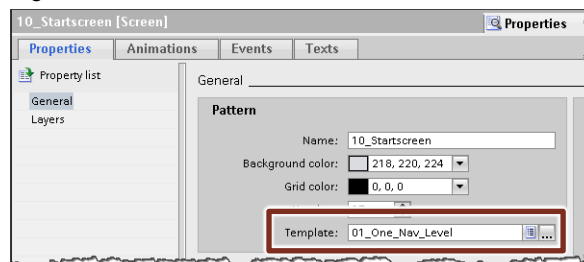 10_Startscreen [Screen] Properties
Properties Animations Events Texts
Property list
General
Layers
General
Pattern
Name: 10_Startscreen
Background color: 218, 220, 224
Grid color: 0, 0, 0
Template: 01_One_Nav_Level ...